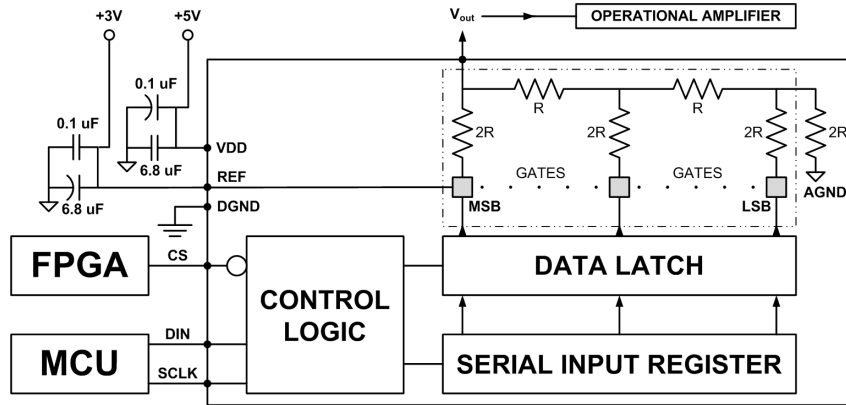 +3V
+5V
V_out
OPERATIONAL AMPLIFIER
0.1 uF
0.1 uF
6.8 uF
6.8 uF
R
R
2R
2R
2R
2R
VDD
REF
DGND
GATES
GATES
MSB
LSB
AGND
FPGA
CS
CONTROL
LOGIC
DATA LATCH
MCU
DIN
SCLK
SERIAL INPUT REGISTER